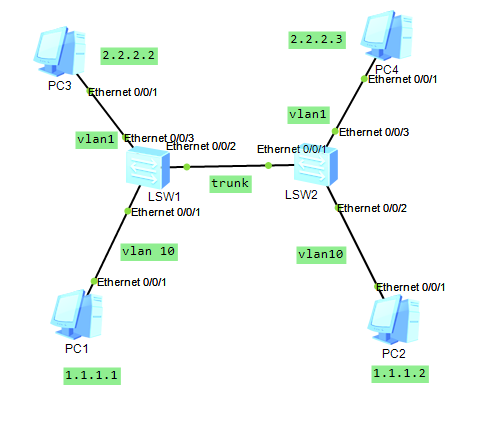 2.2.2.3
2.2.2.2
PC4
PC3
Ethernet 0/0/1
Ethernet 0/0/1
vlan1
Ethernet 0/0/3
vlan1
Ethernet 0/0/3
Ethernet 0/0/2
Ethernet 0/0/1
trunk
LSW1
LSW2
Ethernet 0/0/1
Ethernet 0/0/2
vlan 10
vlan10
Ethernet 0/0/1
Ethernet 0/0/1
PC1
PC2
1.1.1.1
1.1.1.2